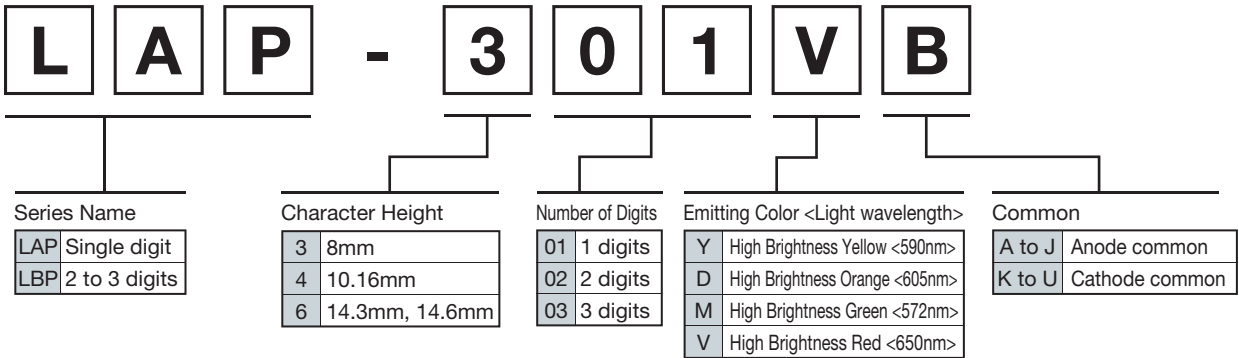 L A P - 3 0 1 V B
Series Name
LAP Single digit
LBP 2 to 3 digits
Character Height
3 8mm
4 10.16mm
6 14.3mm, 14.6mm
Number of Digits
01 1 digits
02 2 digits
03 3 digits
Emitting Color <Light wavelength>
Y High Brightness Yellow <590nm>
D High Brightness Orange <605nm>
M High Brightness Green <572nm>
V High Brightness Red <650nm>
Common
A to J Anode common
K to U Cathode common